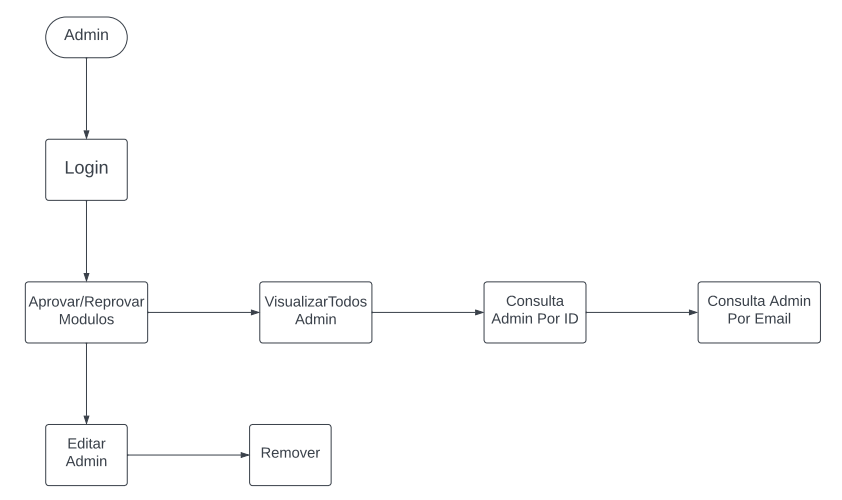 Admin
Login
Aprovar/Reprovar
Modulos
VisualizarTodos
Admin
Consulta
Admin Por ID
Consulta Admin
Por Email
Editar
Admin
Remover